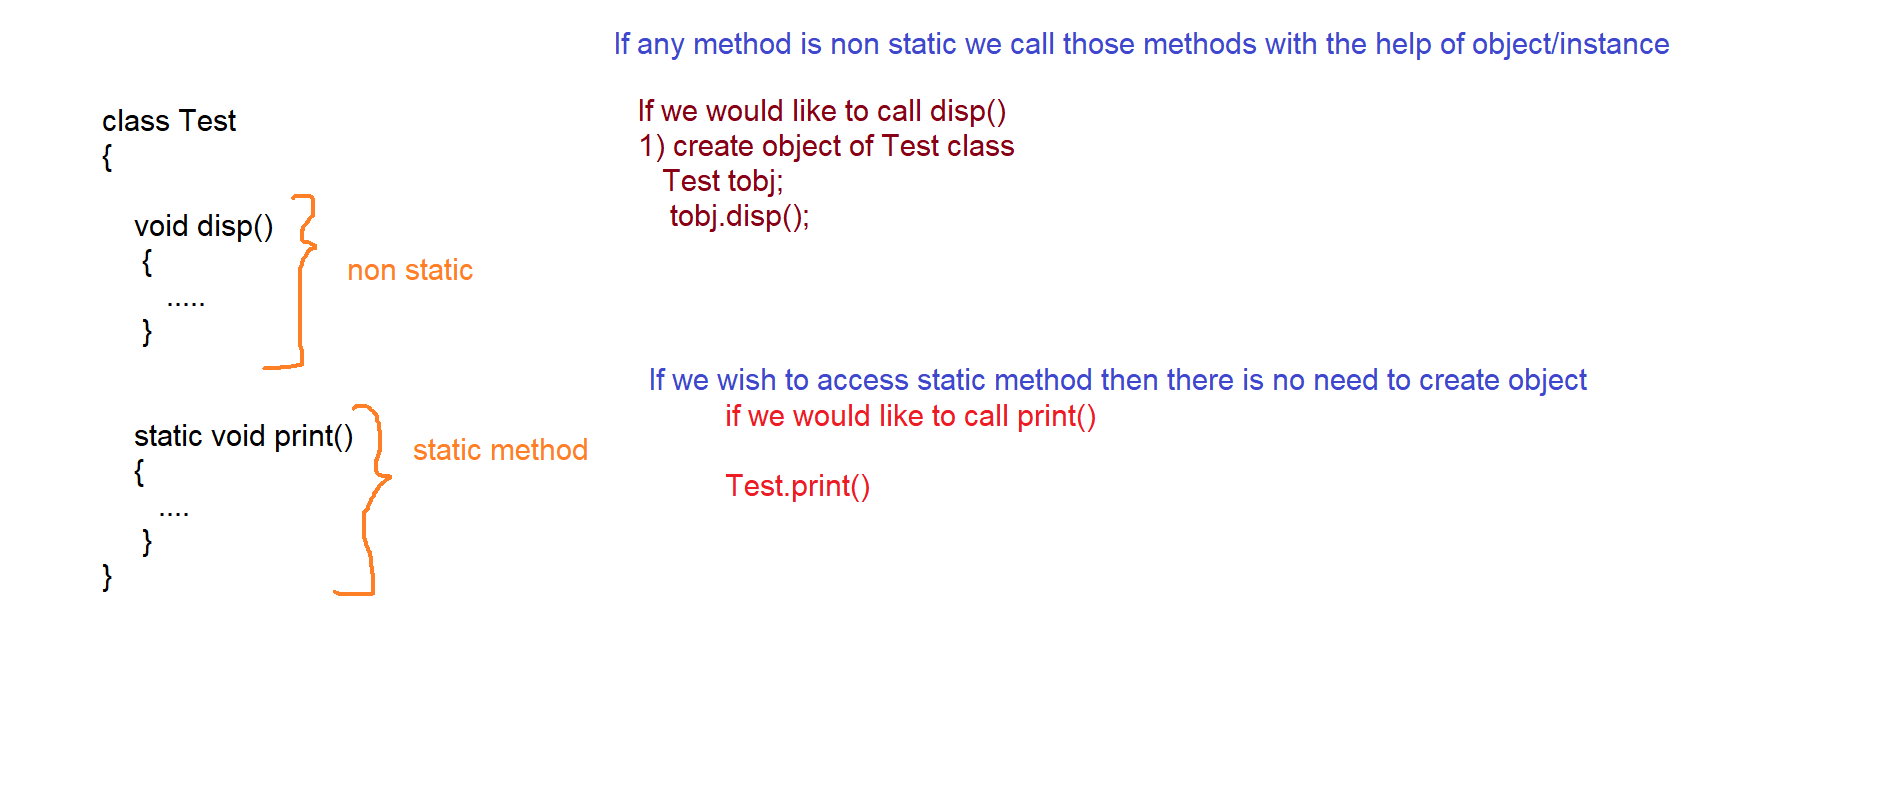 If any method is non static we call those methods with the help of object/instance
class Test
{
void disp()
{
.....
}
non static
static void print()
{
....
}
}
static method
If we would like to call disp()
1) create object of Test class
Test tobj;
tobj.disp();
If we wish to access static method then there is no need to create object
if we would like to call print()
Test.print()